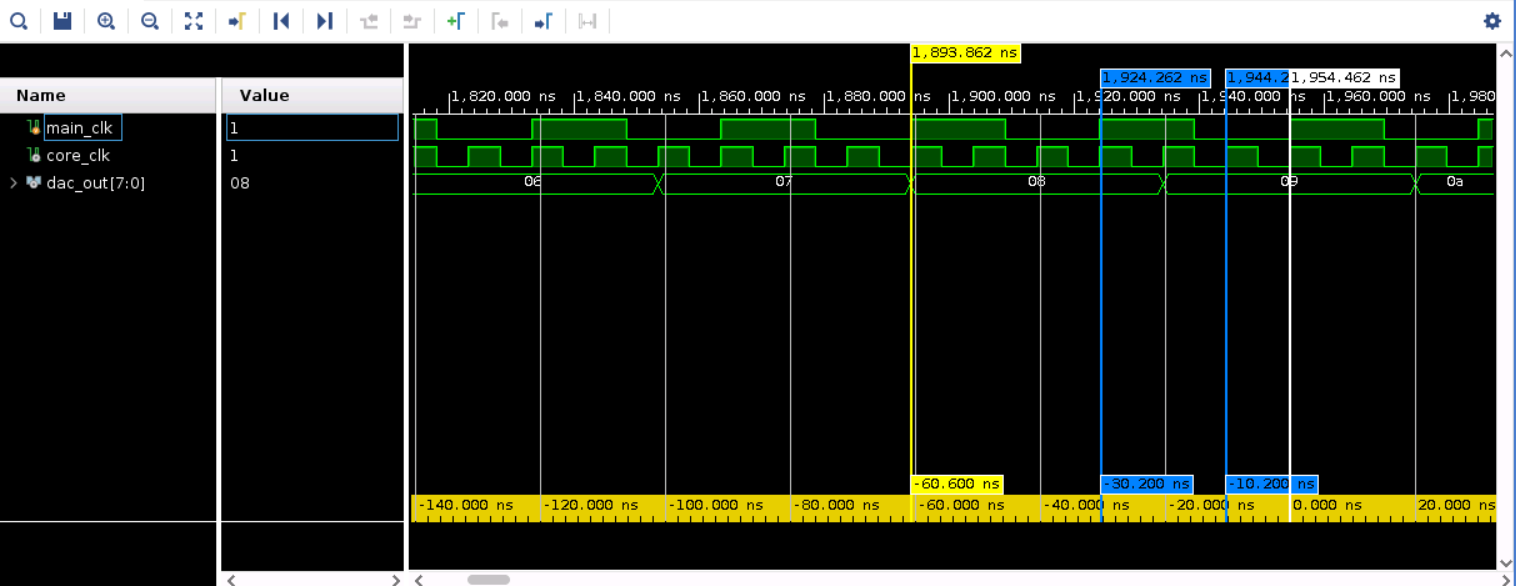 1,893.862 ns
1,924.262 ns 1,944.2 1,954.462 ns
Name Value
1,820.000 ns 1,840.000 ns 1,860.000 ns 1,880.000 ns 1,900.000 ns 1,920.000 ns 1,940.000 ns 1,960.000 ns 1,980
main_clk 1
core_clk 1
dac_out[7:0] 08 06 07 08 09 0a
-60.600 ns -30.200 ns -10.200 ns
-140.000 ns -120.000 ns -100.000 ns -80.000 ns -60.000 ns -40.000 ns -20.000 ns 0.000 ns 20.000 ns